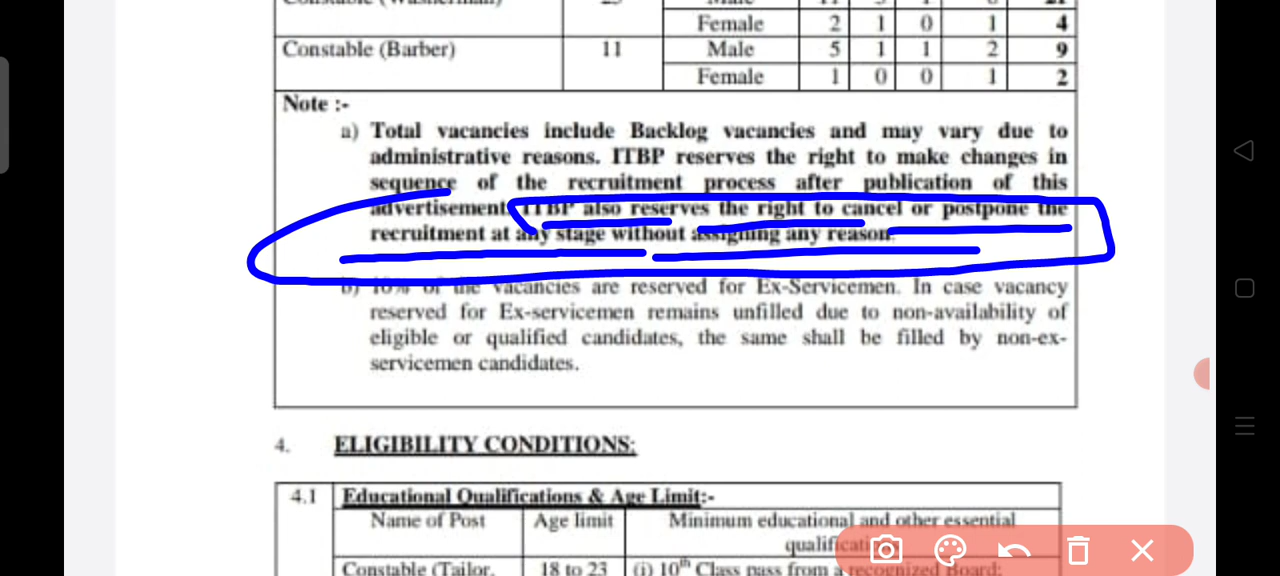 Constable (Washerman)
Female 2 1 0 1 4
Constable (Barber) 11 Male 5 1 1 2 9
Female 1 0 0 1 2
Note :-
a) Total vacancies include Backlog vacancies and may vary due to
administrative reasons. ITBP reserves the right to make changes in
sequence of the recruitment process after publication of this
advertisement. ITBP also reserves the right to cancel or postpone the
recruitment at any stage without assigning any reason.
b) 10% of the vacancies are reserved for Ex-Servicemen. In case vacancy
reserved for Ex-servicemen remains unfilled due to non-availability of
eligible or qualified candidates, the same shall be filled by non-ex-
servicemen candidates.
4. ELIGIBILITY CONDITIONS:
4.1 Educational Qualifications & Age Limit:-
Name of Post Age limit Minimum educational and other essential
Constable (Tailor, 18 to 23 (i) 10th Class pass from a recognized Board;